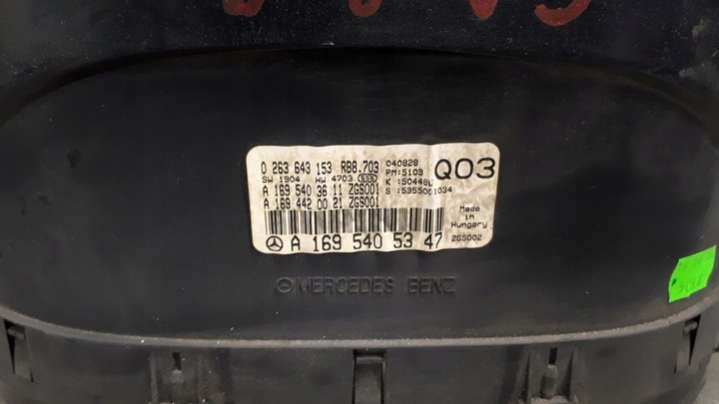 0 263 643 153 RB8.703 040828 Q03
SW 1904 HW 4703 PM:5103
A 169 540 36 11 ZGS001
A 169 442 00 21 ZGS001
Made in Hungary
ZGS002
A 169 540 53 47
MERCEDES BENZ